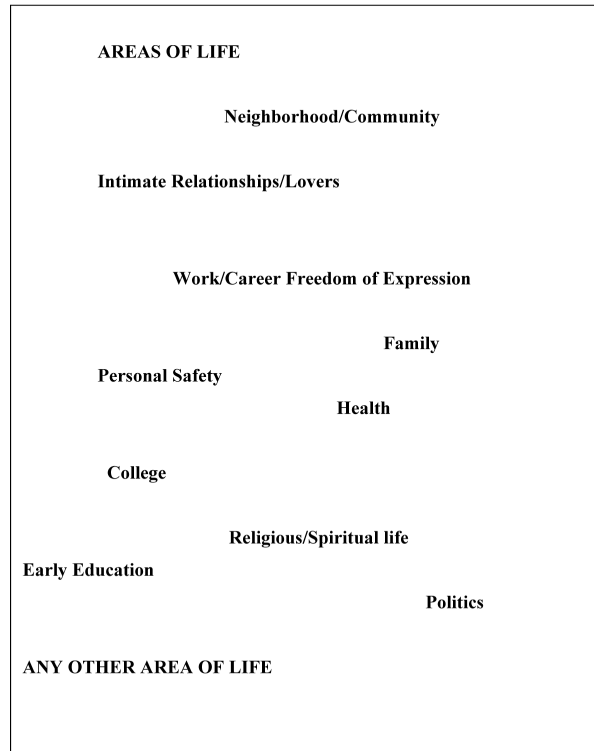 AREAS OF LIFE
Neighborhood/Community
Intimate Relationships/Lovers
Work/Career Freedom of Expression
Family
Personal Safety
Health
College
Religious/Spiritual life
Early Education
Politics
ANY OTHER AREA OF LIFE